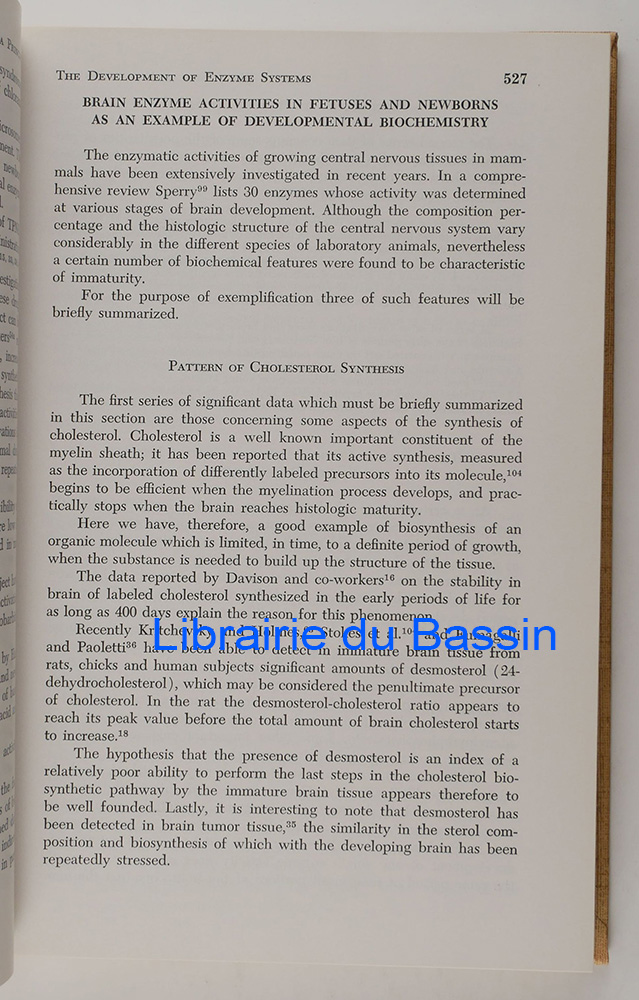 THE DEVELOPMENT OF ENZYME SYSTEMS 527
BRAIN ENZYME ACTIVITIES IN FETUSES AND NEWBORNS
AS AN EXAMPLE OF DEVELOPMENTAL BIOCHEMISTRY
The enzymatic activities of growing central nervous tissues in mam-
mals have been extensively investigated in recent years. In a compre-
hensive review Sperry⁹⁹ lists 30 enzymes whose activity was determined
at various stages of brain development. Although the composition per-
centage and the histologic structure of the central nervous system vary
considerably in the different species of laboratory animals, nevertheless
a certain number of biochemical features were found to be characteristic
of immaturity.
For the purpose of exemplification three of such features will be
briefly summarized.
PATTERN OF CHOLESTEROL SYNTHESIS
The first series of significant data which must be briefly summarized
in this section are those concerning some aspects of the synthesis of
cholesterol. Cholesterol is a well known important constituent of the
myelin sheath; it has been reported that its active synthesis, measured
as the incorporation of differently labeled precursors into its molecule,¹⁰⁴
begins to be efficient when the myelination process develops, and prac-
tically stops when the brain reaches histologic maturity.
Here we have, therefore, a good example of biosynthesis of an
organic molecule which is limited, in time, to a definite period of growth,
when the substance is needed to build up the structure of the tissue.
The data reported by Davison and co-workers¹⁶ on the stability in
brain of labeled cholesterol synthesized in the early periods of life for
as long as 400 days explain the reason for this phenomenon.
Recently Kritchevsky and Holmes, Stokes et al. and
and Paoletti³⁶ have been able to detect in immature brain tissue from
rats, chicks and human subjects significant amounts of desmosterol (24-
dehydrocholesterol), which may be considered the penultimate precursor
of cholesterol. In the rat the desmosterol-cholesterol ratio appears to
reach its peak value before the total amount of brain cholesterol starts
to increase.¹⁸
The hypothesis that the presence of desmosterol is an index of a
relatively poor ability to perform the last steps in the cholesterol bio-
synthetic pathway by the immature brain tissue appears therefore to
be well founded. Lastly, it is interesting to note that desmosterol has
been detected in brain tumor tissue,³⁵ the similarity in the sterol com-
position and biosynthesis of which with the developing brain has been
repeatedly stressed.
Librairie du Bassin